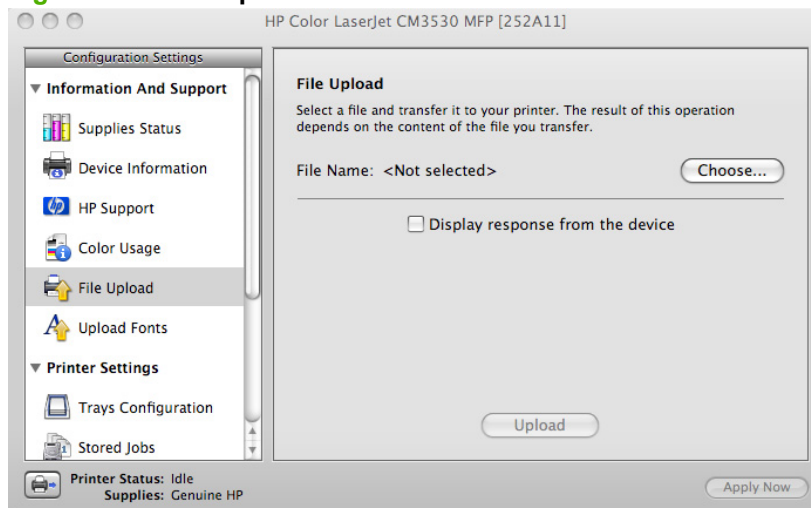 HP Color LaserJet CM3530 MFP [252A11]
Configuration Settings
Information And Support
Supplies Status
Device Information
HP Support
Color Usage
File Upload
Upload Fonts
Printer Settings
Trays Configuration
Stored Jobs
File Upload
Select a file and transfer it to your printer. The result of this operation
depends on the content of the file you transfer.
File Name: <Not selected>
Choose...
Display response from the device
Upload
Printer Status: Idle
Supplies: Genuine HP
Apply Now